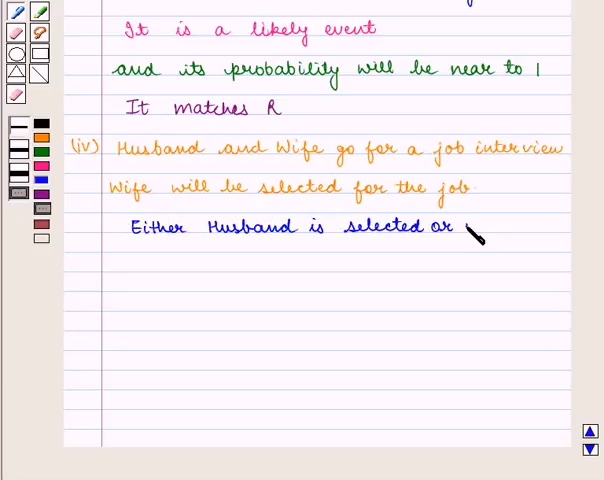 It is a likely event
and its probability will be near to 1
It matches R
(iv) Husband and Wife go for a job interview
Wife will be selected for the job.
Either Husband is selected or